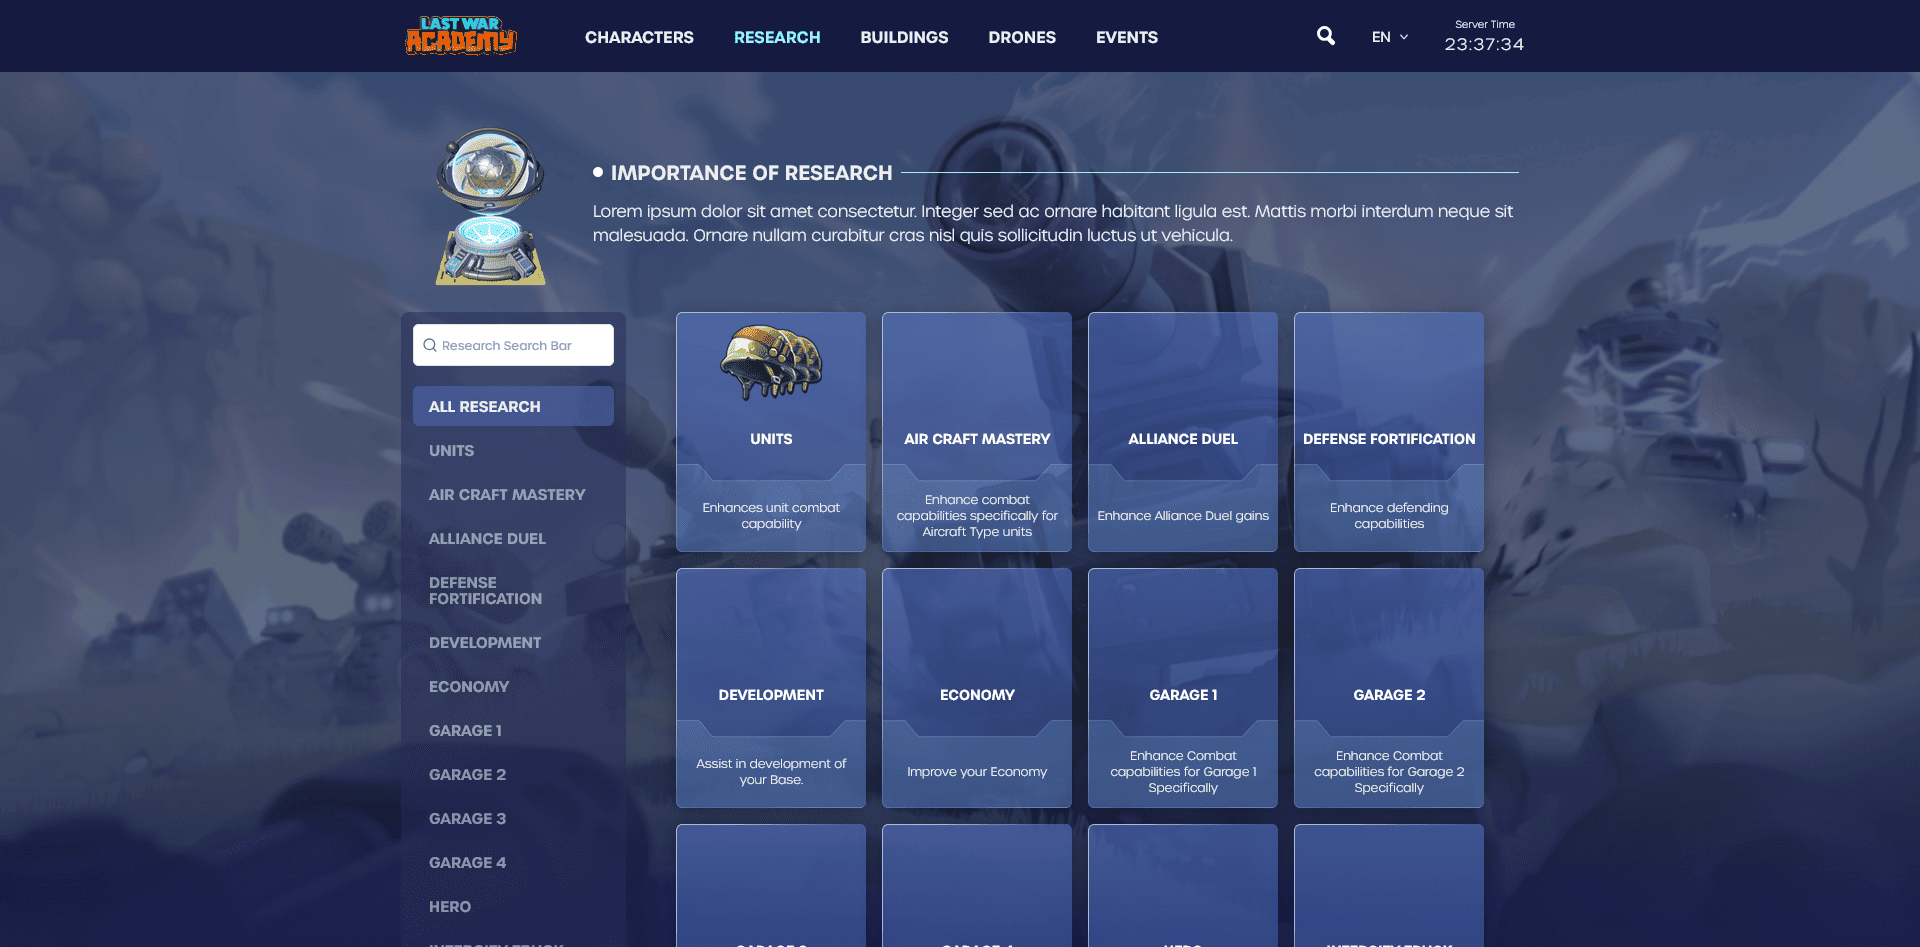 LAST WAR
ACADEMY
CHARACTERS
RESEARCH
BUILDINGS
DRONES
EVENTS
EN
Server Time
23:37:34
IMPORTANCE OF RESEARCH
Lorem ipsum dolor sit amet consectetur. Integer sed ac ornare habitant ligula est. Mattis morbi interdum neque sit
malesuada. Ornare nullam curabitur cras nisl quis sollicitudin luctus ut vehicula.
Research Search Bar
ALL RESEARCH
UNITS
AIR CRAFT MASTERY
ALLIANCE DUEL
DEFENSE
FORTIFICATION
DEVELOPMENT
ECONOMY
GARAGE 1
GARAGE 2
GARAGE 3
GARAGE 4
HERO
UNITS
Enhances unit combat
capability
AIR CRAFT MASTERY
Enhance combat
capabilities specifically for
Aircraft Type units
ALLIANCE DUEL
Enhance Alliance Duel gains
DEFENSE FORTIFICATION
Enhance defending
capabilities
DEVELOPMENT
Assist in development of
your Base.
ECONOMY
Improve your Economy
GARAGE 1
Enhance Combat
capabilities for Garage 1
Specifically
GARAGE 2
Enhance Combat
capabilities for Garage 2
Specifically